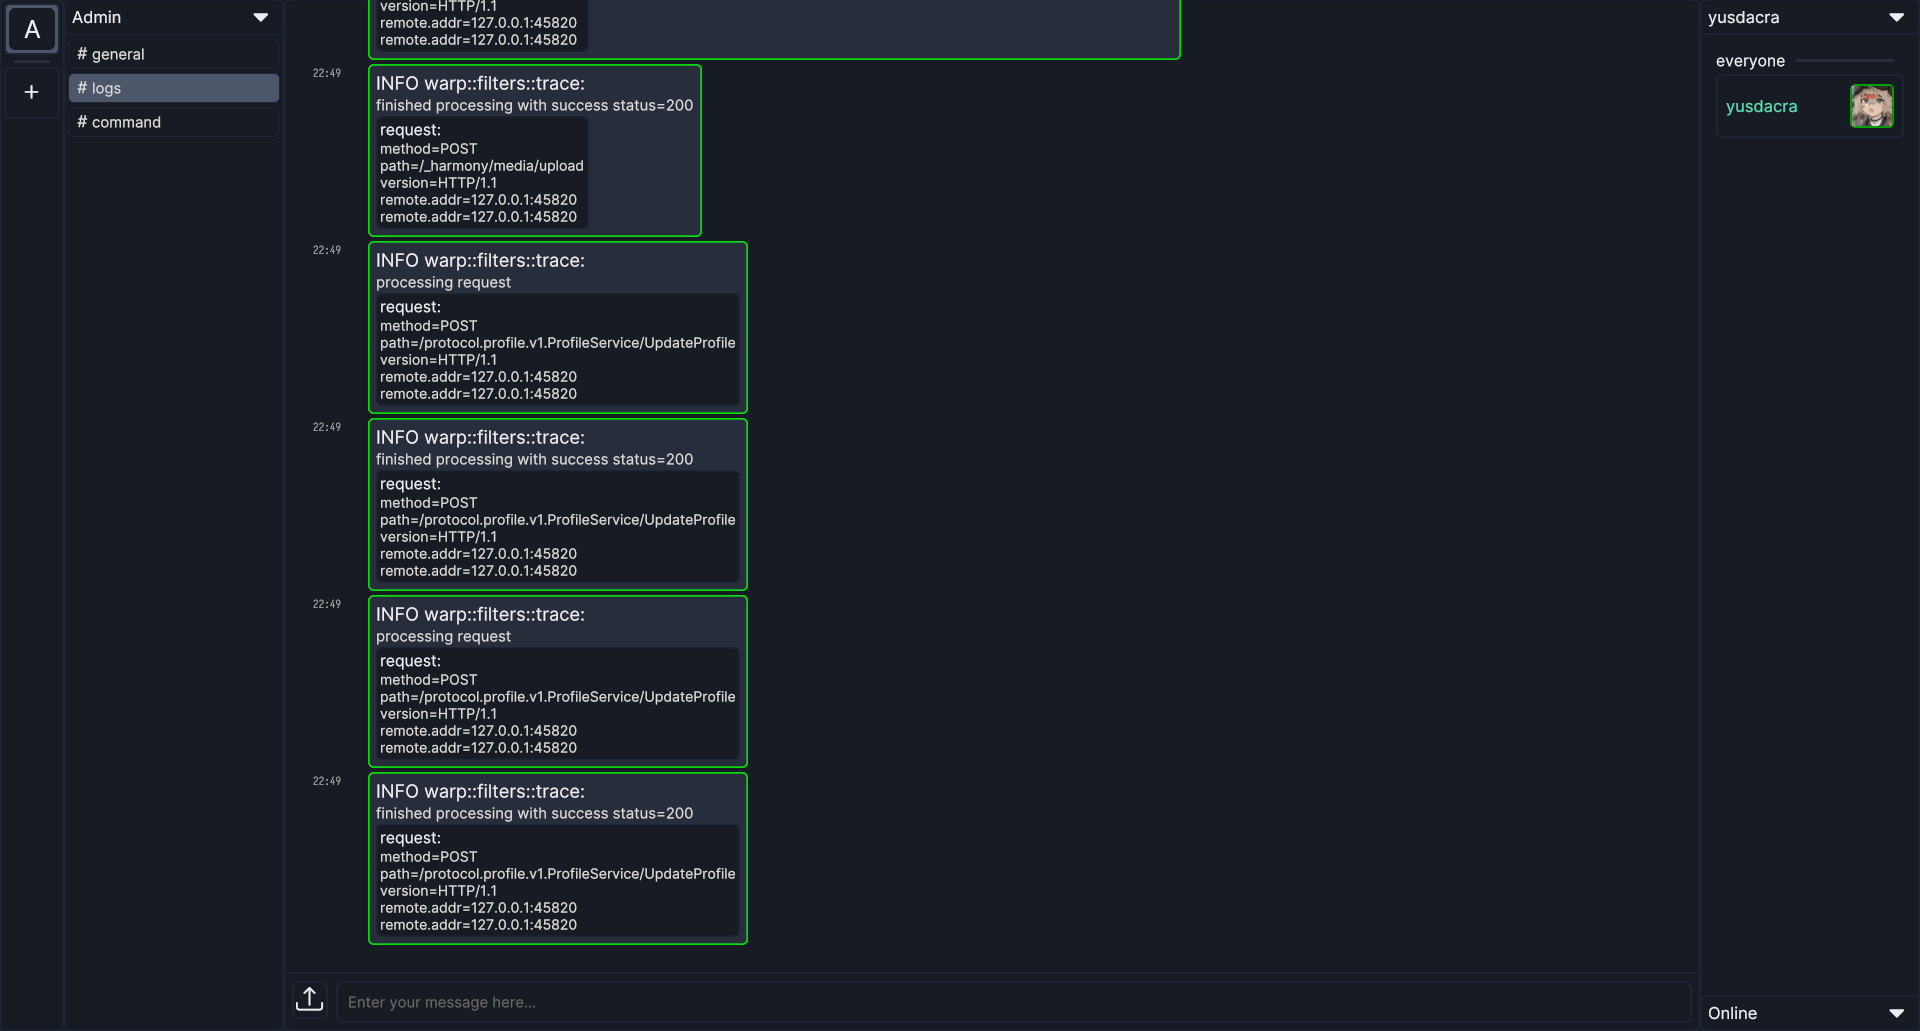 A
+
Admin
# general
# logs
# command
version=HTTP/1.1
remote.addr=127.0.0.1:45820
remote.addr=127.0.0.1:45820
22:49
INFO warp::filters::trace:
finished processing with success status=200
request:
method=POST
path=/_harmony/media/upload
version=HTTP/1.1
remote.addr=127.0.0.1:45820
remote.addr=127.0.0.1:45820
22:49
INFO warp::filters::trace:
processing request
request:
method=POST
path=/protocol.profile.v1.ProfileService/UpdateProfile
version=HTTP/1.1
remote.addr=127.0.0.1:45820
remote.addr=127.0.0.1:45820
22:49
INFO warp::filters::trace:
finished processing with success status=200
request:
method=POST
path=/protocol.profile.v1.ProfileService/UpdateProfile
version=HTTP/1.1
remote.addr=127.0.0.1:45820
remote.addr=127.0.0.1:45820
22:49
INFO warp::filters::trace:
processing request
request:
method=POST
path=/protocol.profile.v1.ProfileService/UpdateProfile
version=HTTP/1.1
remote.addr=127.0.0.1:45820
remote.addr=127.0.0.1:45820
22:49
INFO warp::filters::trace:
finished processing with success status=200
request:
method=POST
path=/protocol.profile.v1.ProfileService/UpdateProfile
version=HTTP/1.1
remote.addr=127.0.0.1:45820
remote.addr=127.0.0.1:45820
Enter your message here...
yusdacra
everyone
yusdacra
Online